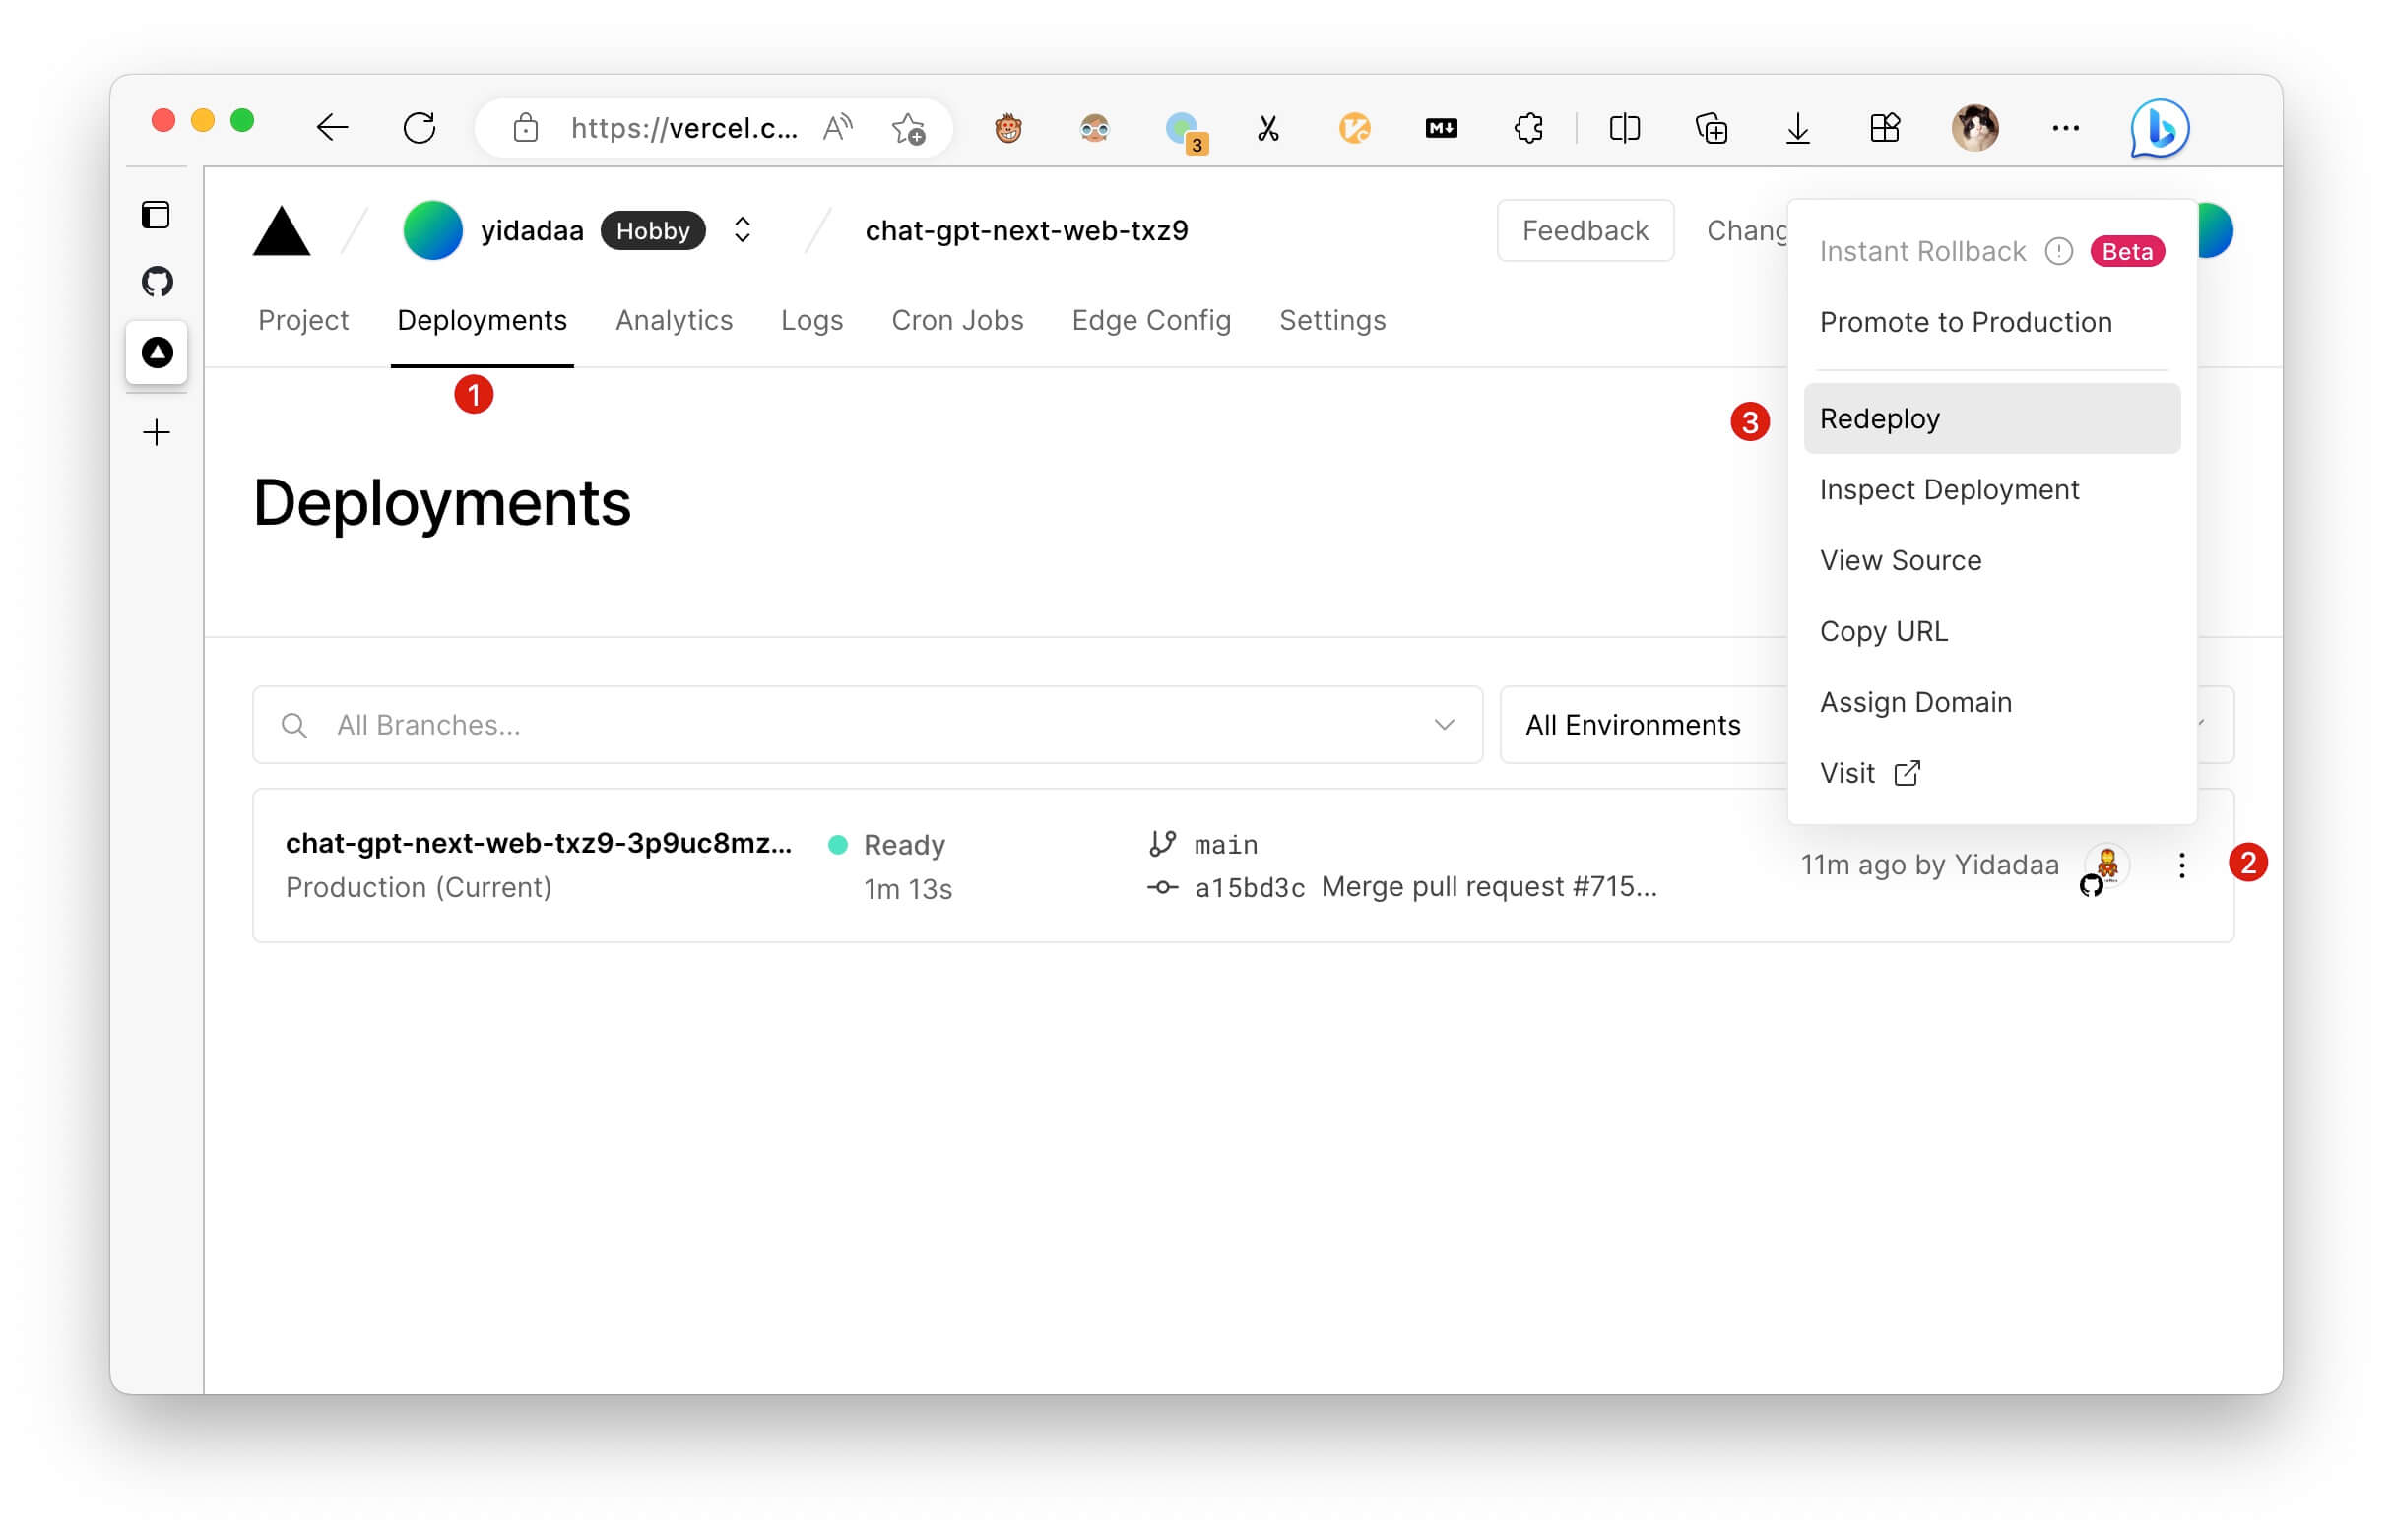 https://vercel.c...
3
M↓
yidadaa
Hobby
chat-gpt-next-web-txz9
Feedback
Chang
Project
Deployments
Analytics
Logs
Cron Jobs
Edge Config
Settings
1
Instant Rollback
Beta
Promote to Production
3
Redeploy
Inspect Deployment
View Source
Copy URL
Assign Domain
Visit
Deployments
All Branches...
All Environments
chat-gpt-next-web-txz9-3p9uc8mz...
Production (Current)
Ready
1m 13s
main
a15bd3c Merge pull request #715...
11m ago by Yidadaa
2